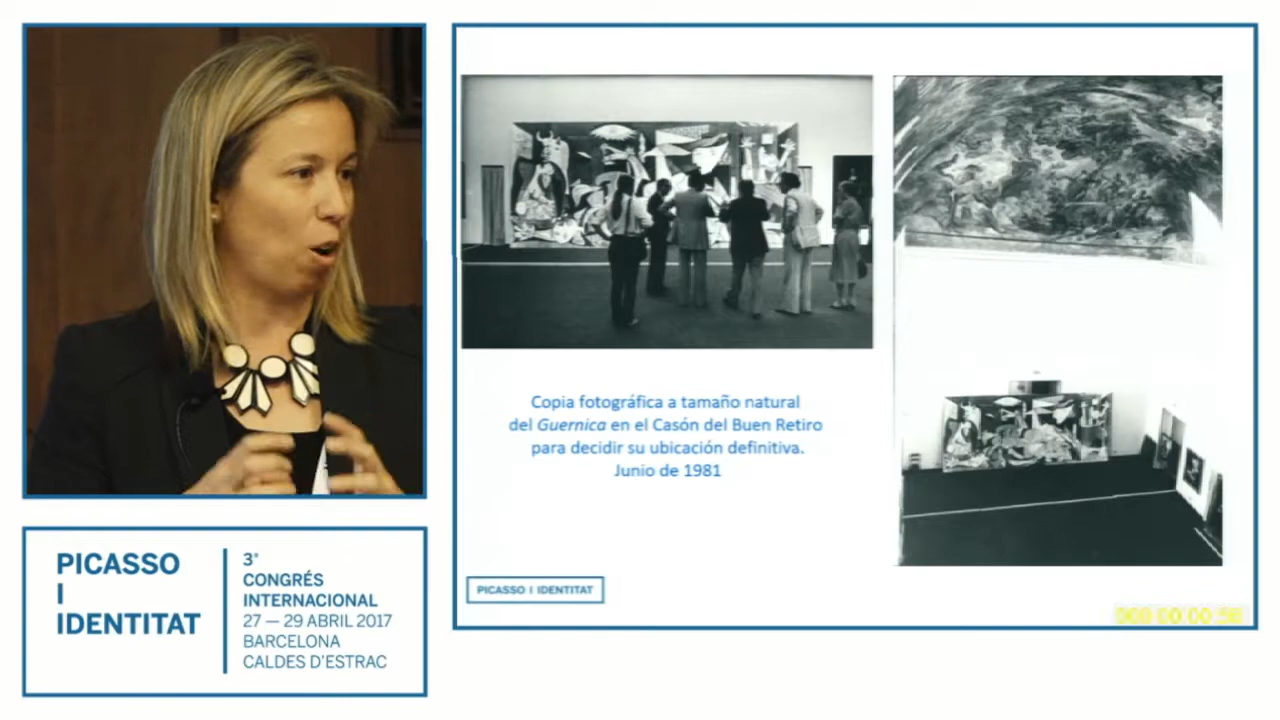 Copia fotográfica a tamaño natural
del Guernica en el Casón del Buen Retiro
para decidir su ubicación definitiva.
Junio de 1981
PICASSO I IDENTITAT
PICASSO
I
IDENTITAT
3º
CONGRÉS
INTERNACIONAL
27 — 29 ABRIL 2017
BARCELONA
CALDES D'ESTRAC